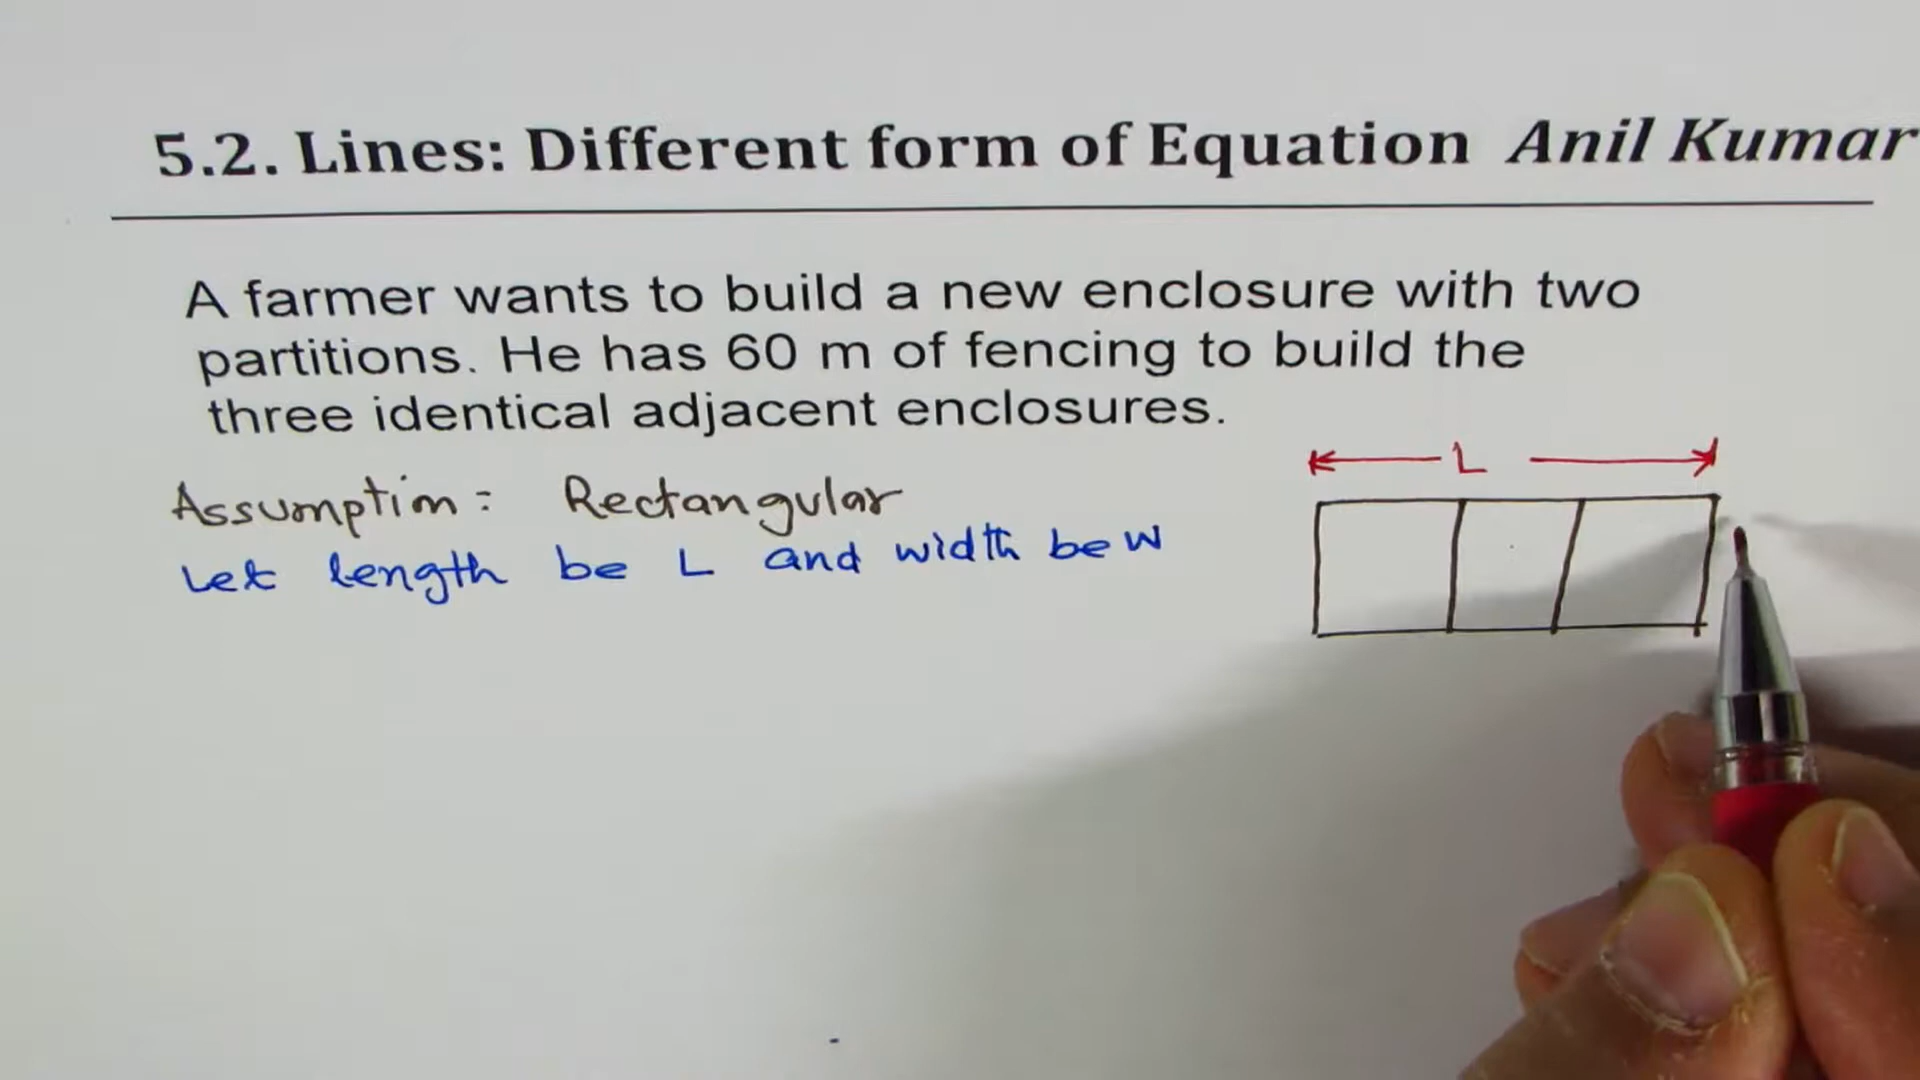 5.2. Lines: Different form of Equation Anil Kumar
A farmer wants to build a new enclosure with two
partitions. He has 60 m of fencing to build the
three identical adjacent enclosures.
L
Assumption: Rectangular
Let length be L and width be W